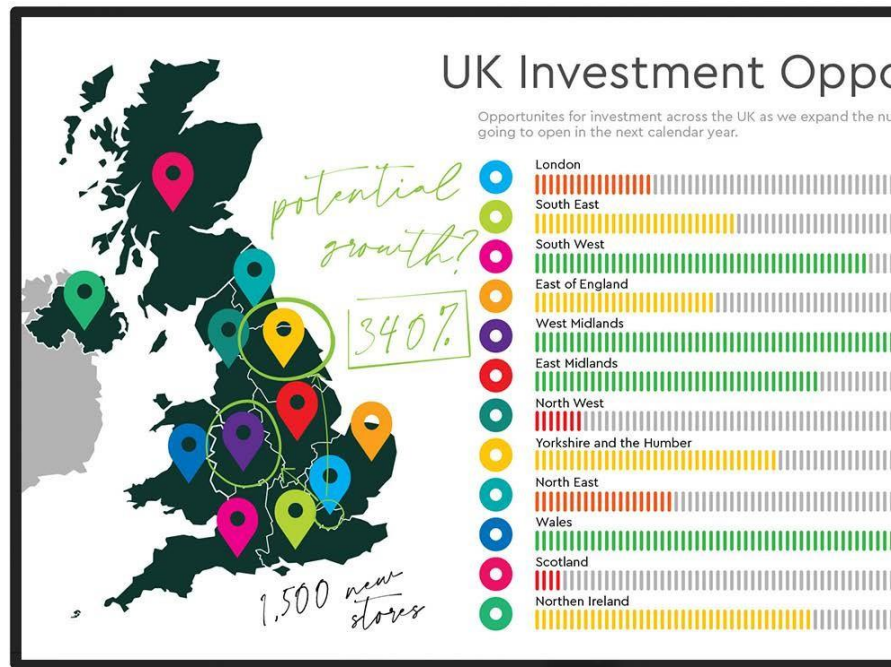 UK Investment Oppo
Opportunites for investment across the UK as we expand the nu
going to open in the next calendar year.
potential
growth?
340%
1,500 new
stores
London
South East
South West
East of England
West Midlands
East Midlands
North West
Yorkshire and the Humber
North East
Wales
Scotland
Northen Ireland